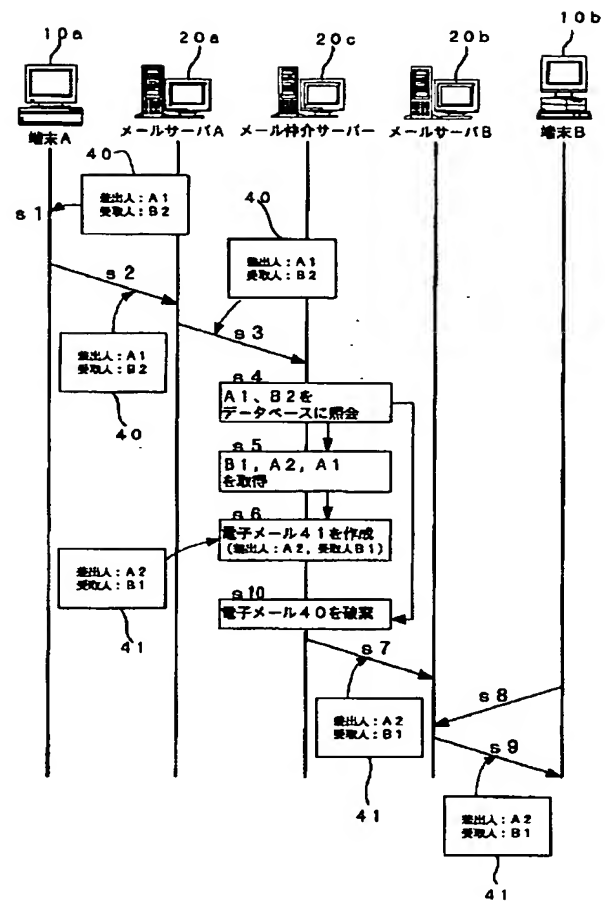 10a
20a
20c
20b
10b
端末A
メールサーバA
メール仲介サーバー
メールサーバB
端末B
40
差出人:A1
受取人:B2
s1
40
差出人:A1
受取人:B2
s2
s3
差出人:A1
受取人:B2
40
s4
A1、B2を
データベースに照会
s5
B1,A2,A1
を取得
s6
電子メール41を作成
(差出人:A2,受取人B1)
差出人:A2
受取人:B1
41
s10
電子メール40を破棄
s7
s8
差出人:A2
受取人:B1
41
s9
差出人:A2
受取人:B1
41